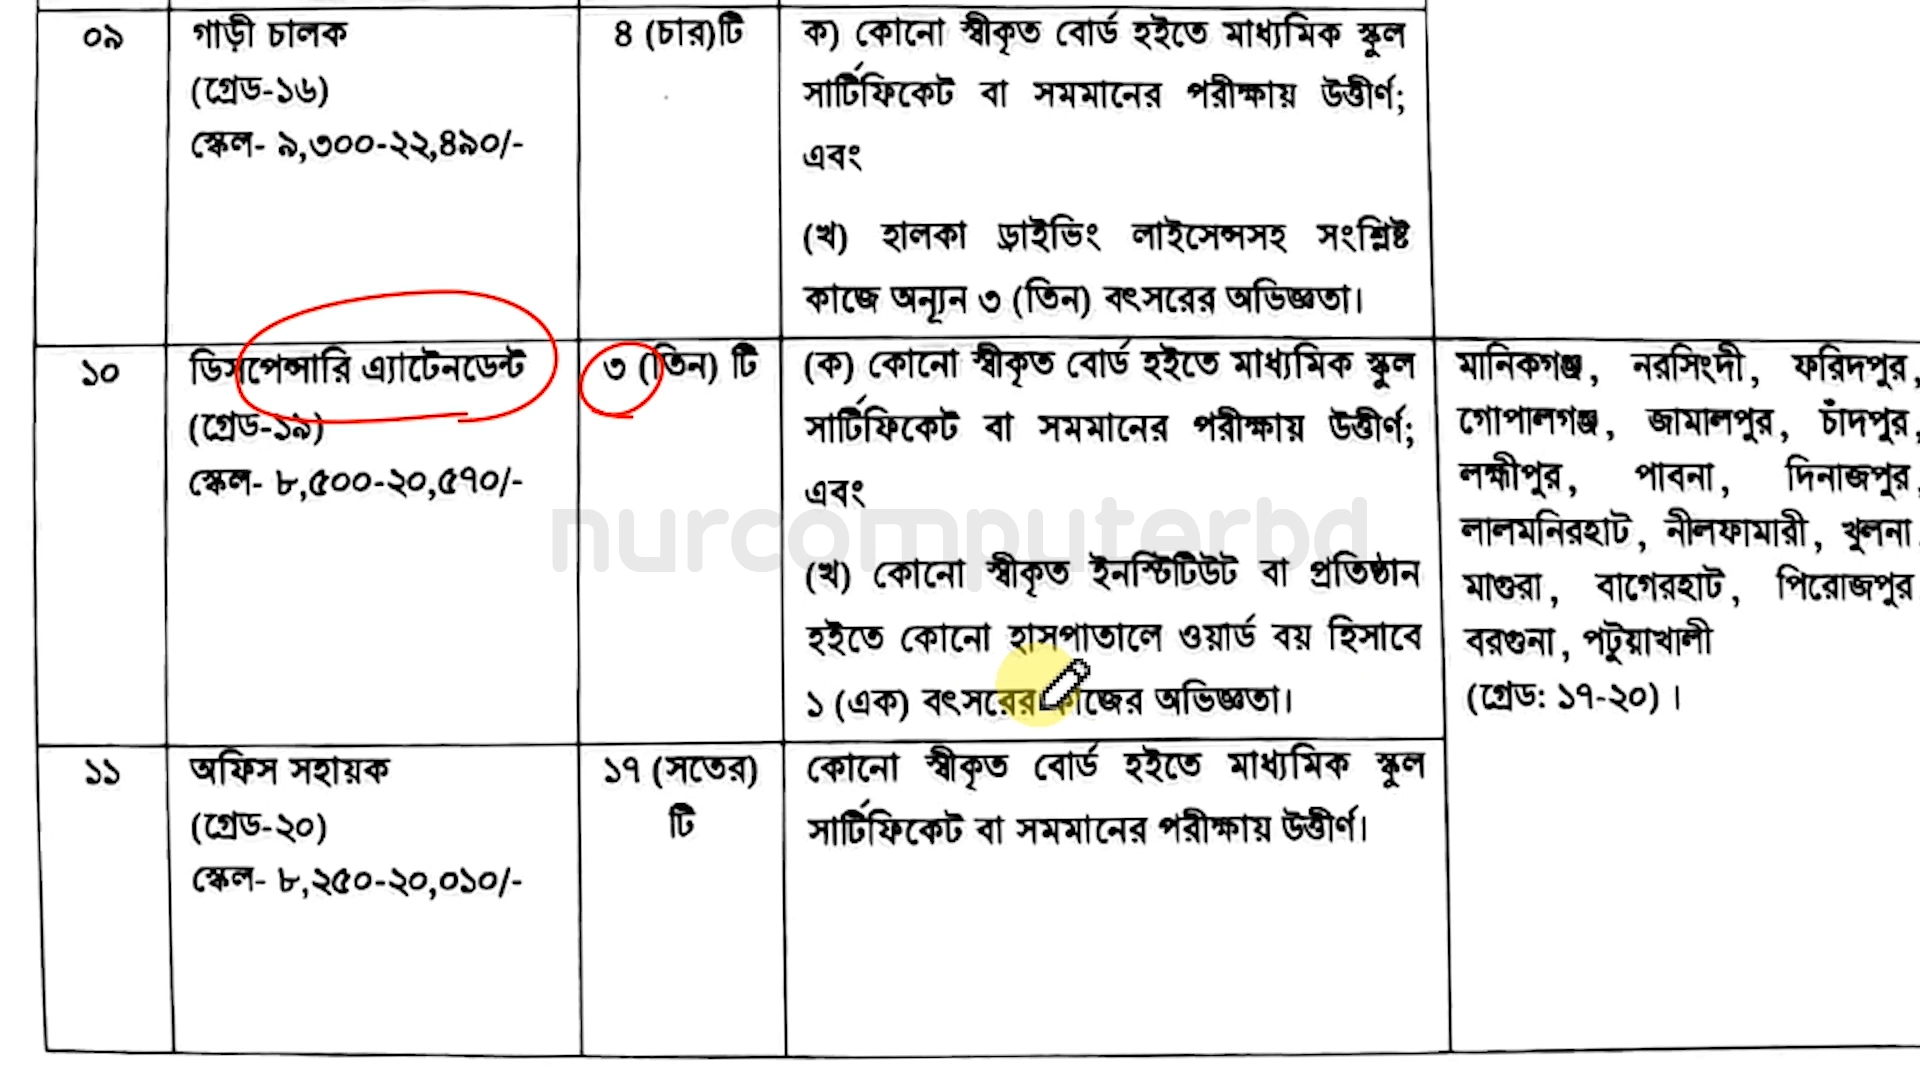 ০৯
গাড়ী চালক
(গ্রেড-১৬)
স্কেল- ৯,৩০০-২২,৪৯০/-
৪ (চার)টি
ক) কোনো স্বীকৃত বোর্ড হইতে মাধ্যমিক স্কুল
সার্টিফিকেট বা সমমানের পরীক্ষায় উত্তীর্ণ;
এবং
(খ) হালকা ড্রাইভিং লাইসেন্সসহ সংশ্লিষ্ট
কাজে অন্যূন ৩ (তিন) বৎসরের অভিজ্ঞতা।
১০
ডিসপেন্সারি এ্যাটেনডেন্ট
(গ্রেড-১৯)
স্কেল- ৮,৫০০-২০,৫৭০/-
৩ (তিন) টি
(ক) কোনো স্বীকৃত বোর্ড হইতে মাধ্যমিক স্কুল
সার্টিফিকেট বা সমমানের পরীক্ষায় উত্তীর্ণ;
এবং
(খ) কোনো স্বীকৃত ইনস্টিটিউট বা প্রতিষ্ঠান
হইতে কোনো হাসপাতালে ওয়ার্ড বয় হিসাবে
১ (এক) বৎসরের কাজের অভিজ্ঞতা।
মানিকগঞ্জ, নরসিংদী, ফরিদপুর,
গোপালগঞ্জ, জামালপুর, চাঁদপুর,
লক্ষীপুর, পাবনা, দিনাজপুর,
লালমনিরহাট, নীলফামারী, খুলনা,
মাগুরা, বাগেরহাট, পিরোজপুর
বরগুনা, পটুয়াখালী
(গ্রেড: ১৭-২০)।
১১
অফিস সহায়ক
(গ্রেড-২০)
স্কেল- ৮,২৫০-২০,০১০/-
১৭ (সতের)
টি
কোনো স্বীকৃত বোর্ড হইতে মাধ্যমিক স্কুল
সার্টিফিকেট বা সমমানের পরীক্ষায় উত্তীর্ণ।
nurcomputerbd